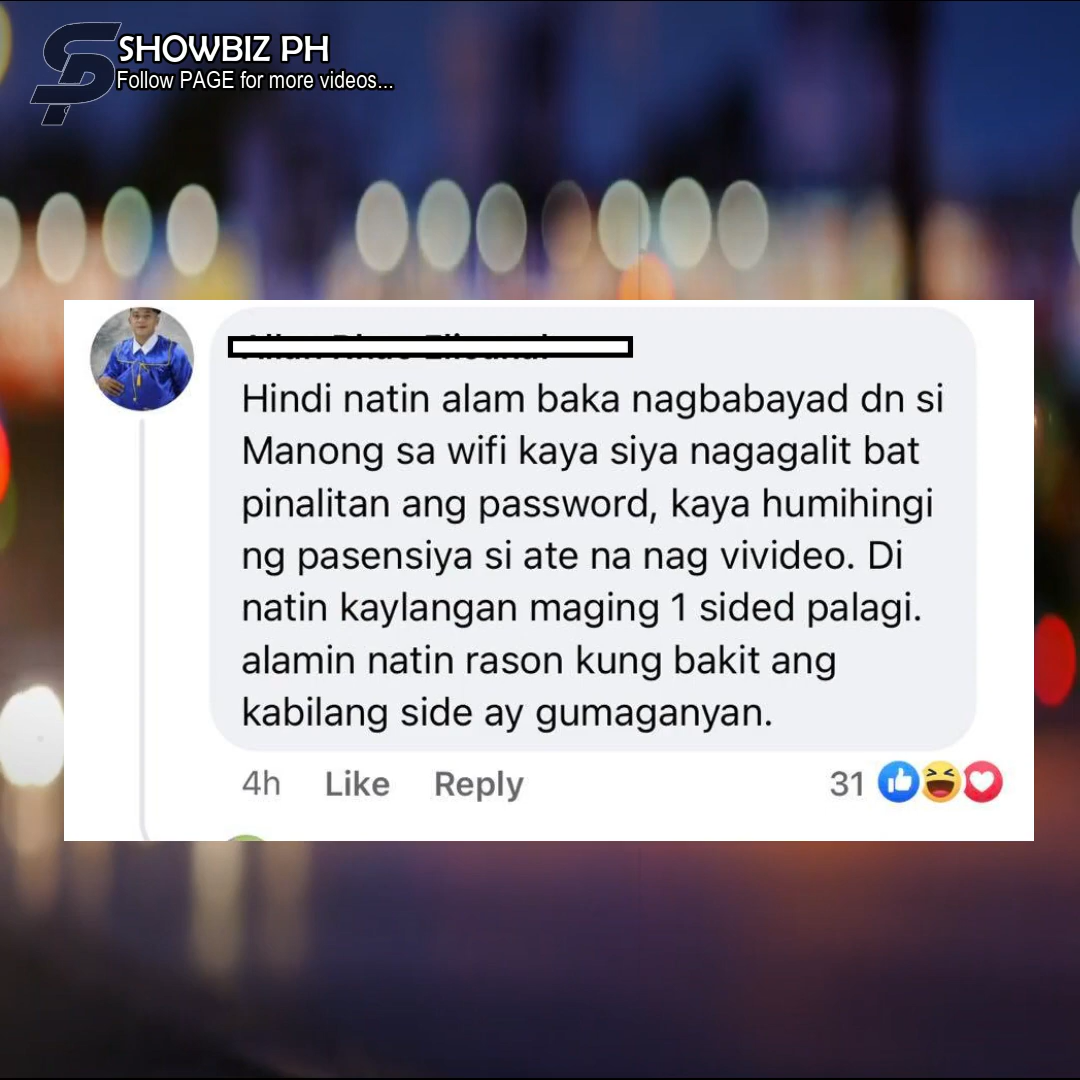 SHOWBIZ PH
Follow PAGE for more videos...
Hindi natin alam baka nagbabayad dn si
Manong sa wifi kaya siya nagagalit bat
pinalitan ang password, kaya humihingi
ng pasensiya si ate na nag vivideo. Di
natin kaylangan maging 1 sided palagi.
alamin natin rason kung bakit ang
kabilang side ay gumaganyan.
4h Like Reply 31